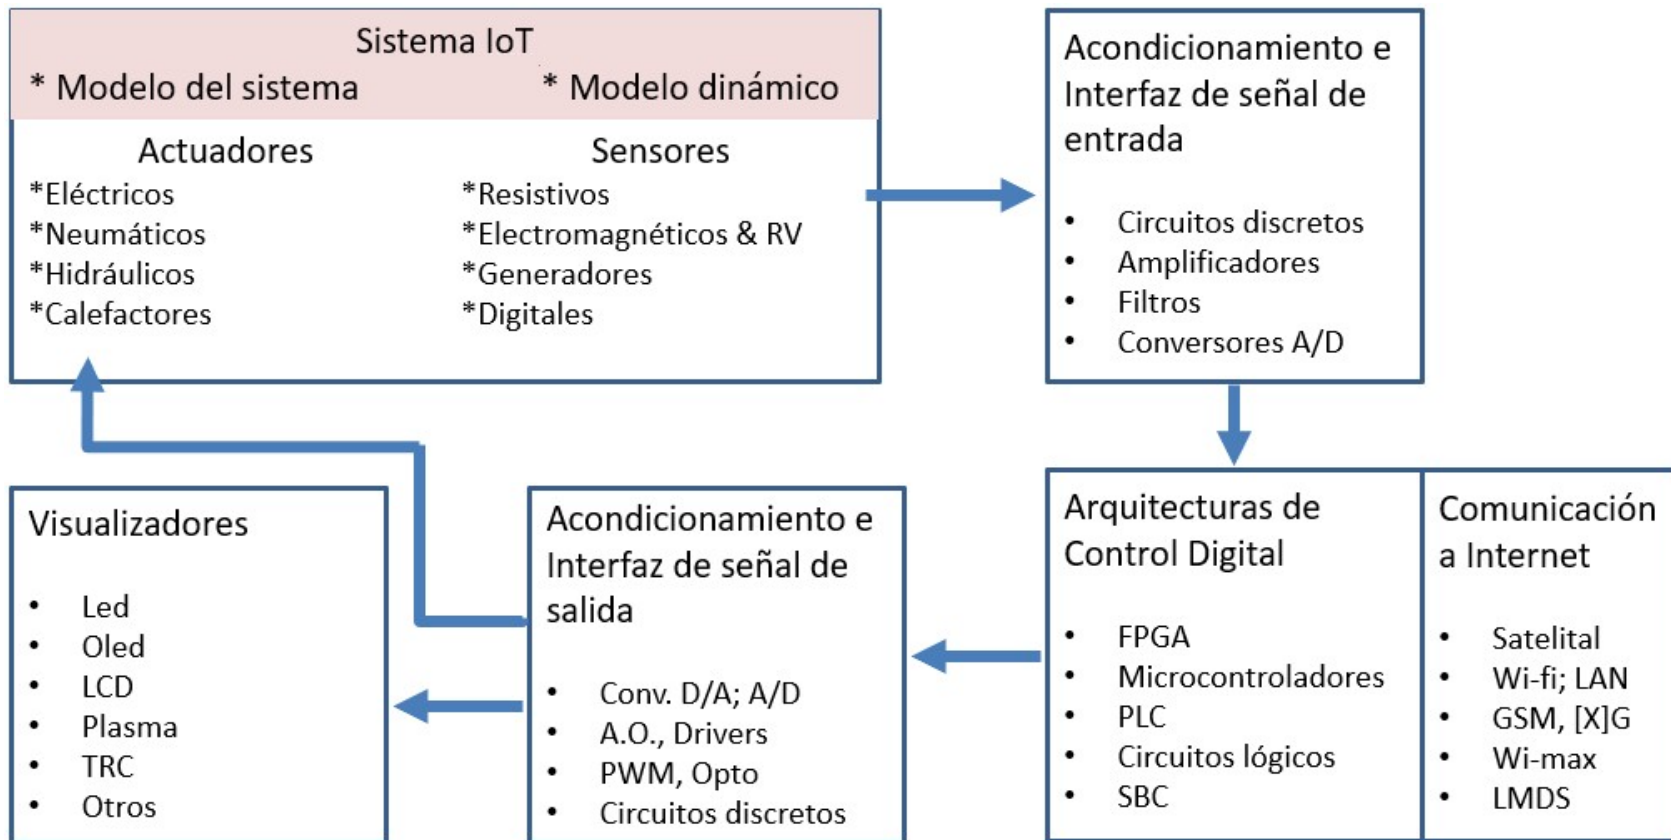 Sistema IoT
* Modelo del sistema
* Modelo dinámico
Actuadores
*Eléctricos
*Neumáticos
*Hidráulicos
*Calefactores
Sensores
*Resistivos
*Electromagnéticos & RV
*Generadores
*Digitales
Acondicionamiento e
Interfaz de señal de
entrada
• Circuitos discretos
• Amplificadores
• Filtros
• Conversores A/D
Visualizadores
• Led
• Oled
• LCD
• Plasma
• TRC
• Otros
Acondicionamiento e
Interfaz de señal de
salida
• Conv. D/A; A/D
• A.O., Drivers
• PWM, Opto
• Circuitos discretos
Arquitecturas de
Control Digital
• FPGA
• Microcontroladores
• PLC
• Circuitos lógicos
• SBC
Comunicación
a Internet
• Satelital
• Wi-fi; LAN
• GSM, [X]G
• Wi-max
• LMDS